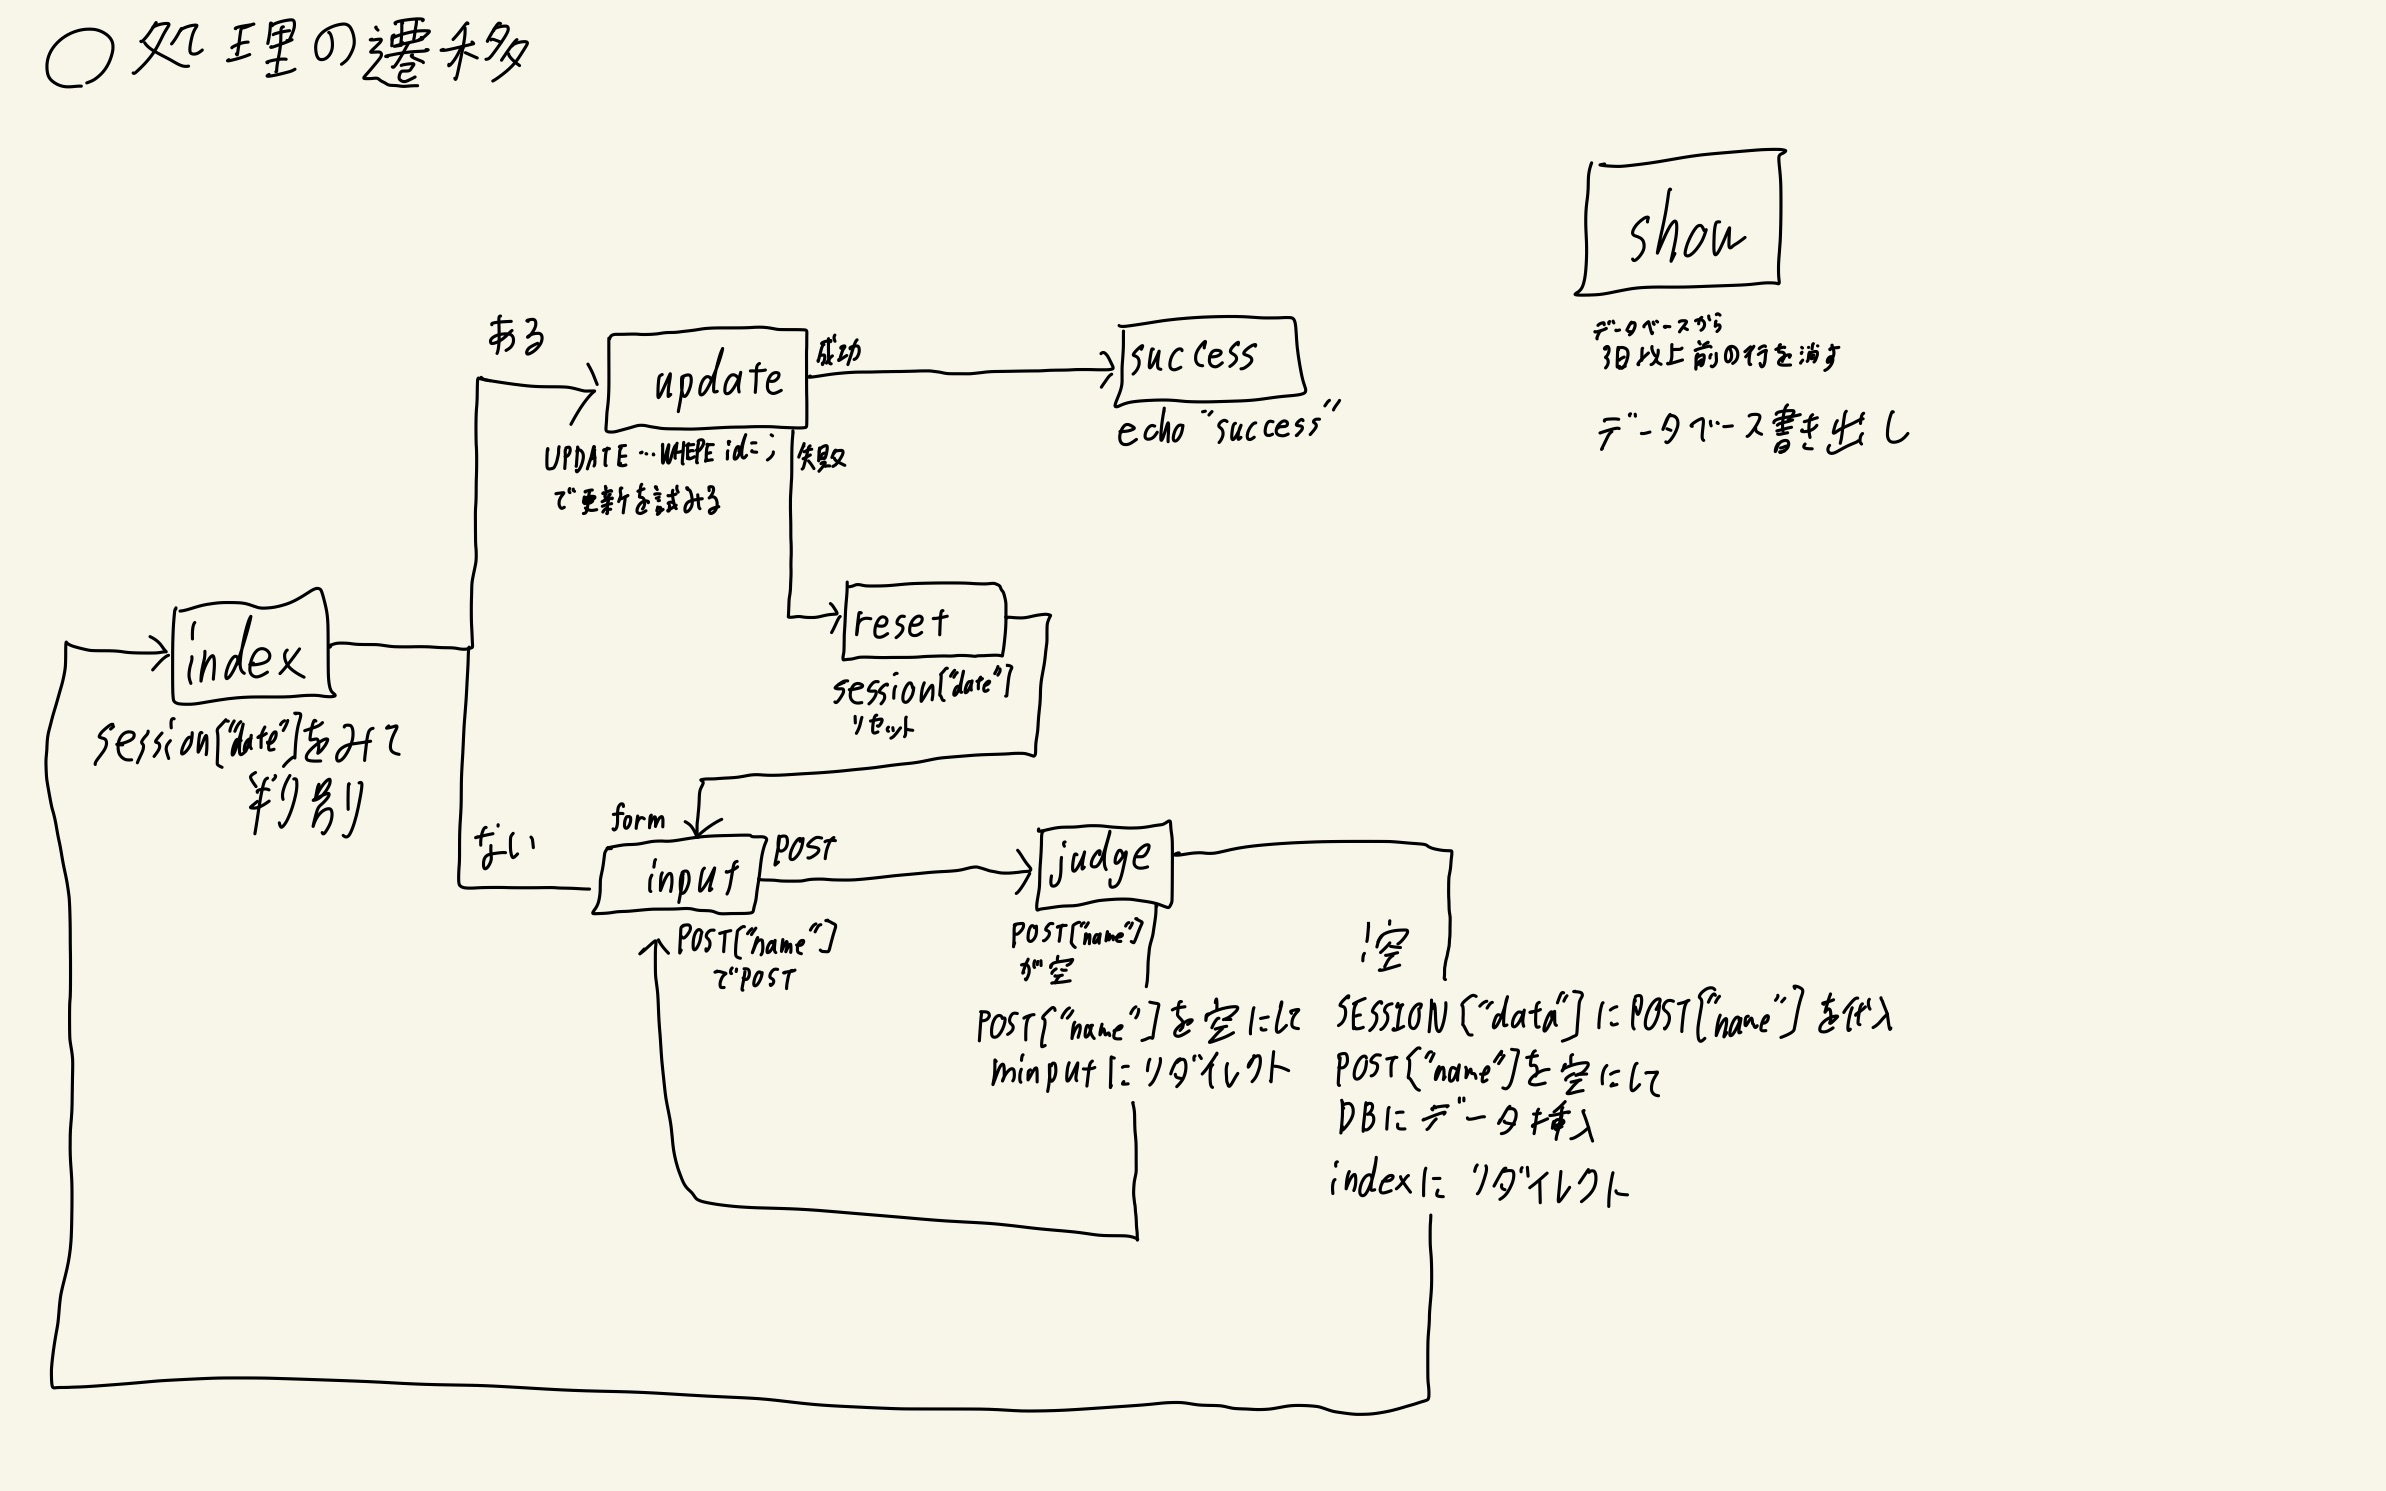 ○処理の遷移
show
データベースから
3日以上前の行を消す
データベース書き出し
ある
update
成功
success
echo "success"
UPDATE…WHEPE id=;
で更新を試みる
失敗
index
session["date"]をみて
判別
reset
session["date"]
リセット
ない
form
input
POST
POST["name"]
でPOST
judge
POST["name"]
が空
POST["name"]を空にして
minputにリダイレクト
!空
SESSION["data"]にPOST["name"]を代入
POST["name"]を空にして
DBにデータ挿入
indexにリダイレクト